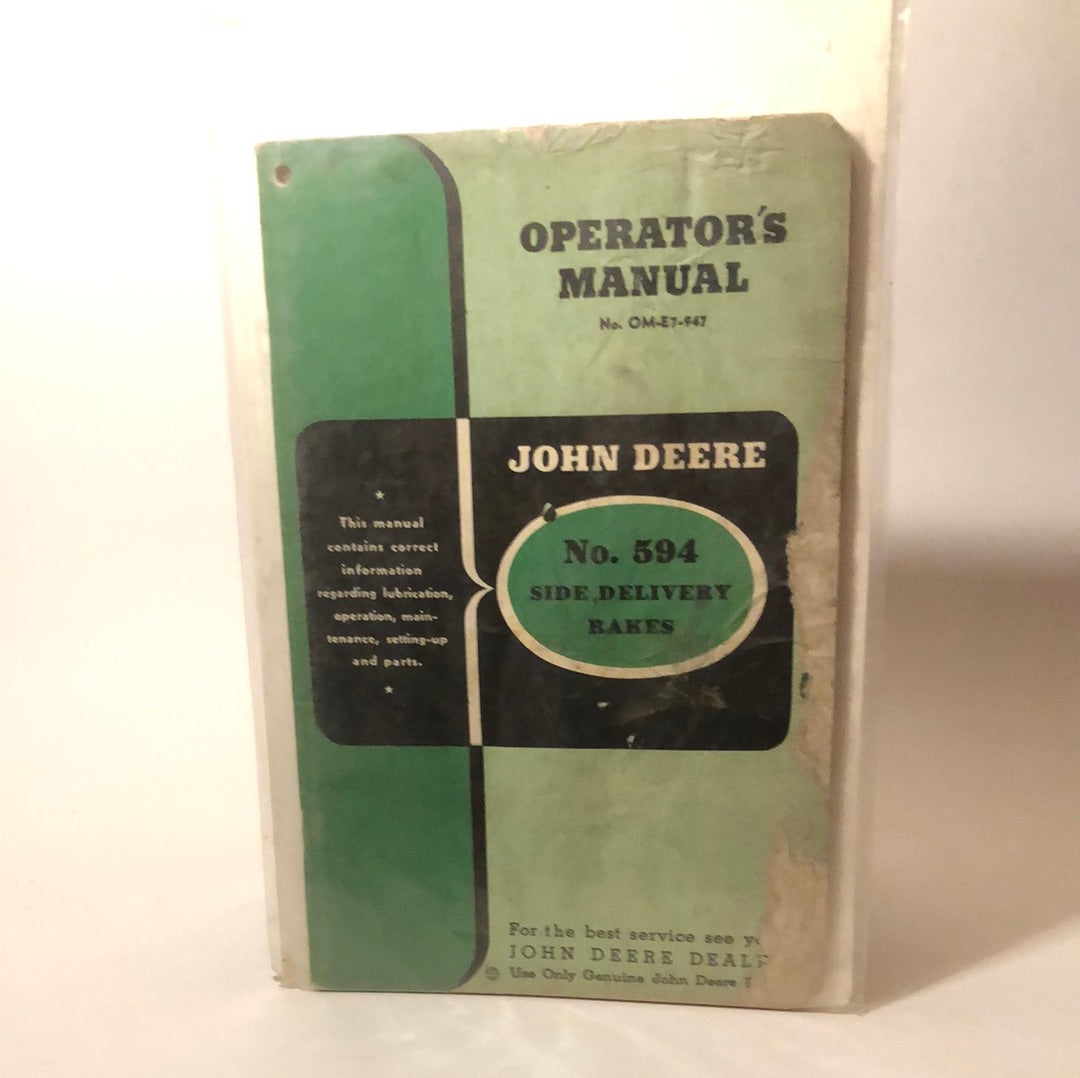 OPERATOR'S
MANUAL
No. OM-E7-947
JOHN DEERE
No. 594
SIDE DELIVERY
RAKES
★
This manual
contains correct
information
regarding lubrication,
operation, main-
tenance, setting-up
and parts.
★
For the best service see
JOHN DEERE
Use Only Genuine John Deere